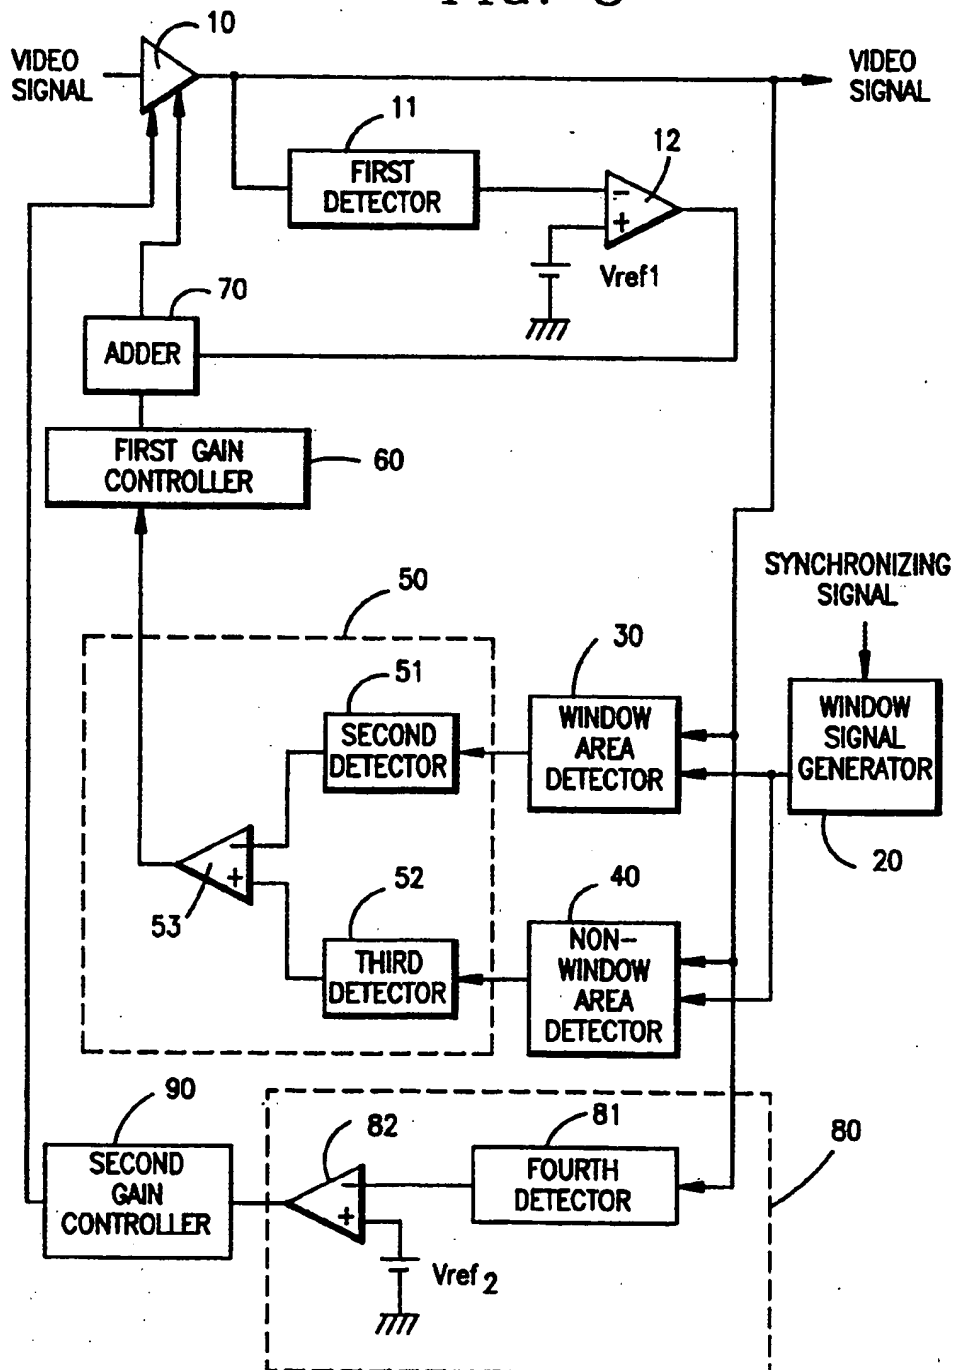 10
VIDEO
SIGNAL
VIDEO
SIGNAL
11
FIRST
DETECTOR
12
−
+
Vref1
70
ADDER
FIRST GAIN
CONTROLLER
60
SYNCHRONIZING
SIGNAL
50
30
51
SECOND
DETECTOR
WINDOW
AREA
DETECTOR
WINDOW
SIGNAL
GENERATOR
20
−
+
53
52
THIRD
DETECTOR
40
NON-
WINDOW
AREA
DETECTOR
90
SECOND
GAIN
CONTROLLER
82
−
+
Vref 2
81
FOURTH
DETECTOR
80